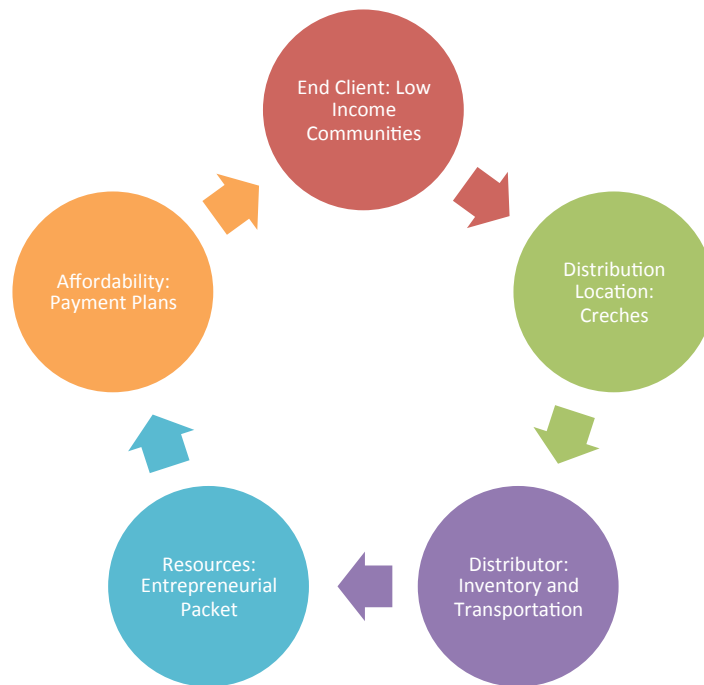 End Client: Low
Income
Communities
Distribution
Location:
Creches
Distributor:
Inventory and
Transportation
Resources:
Entrepreneurial
Packet
Affordability:
Payment Plans